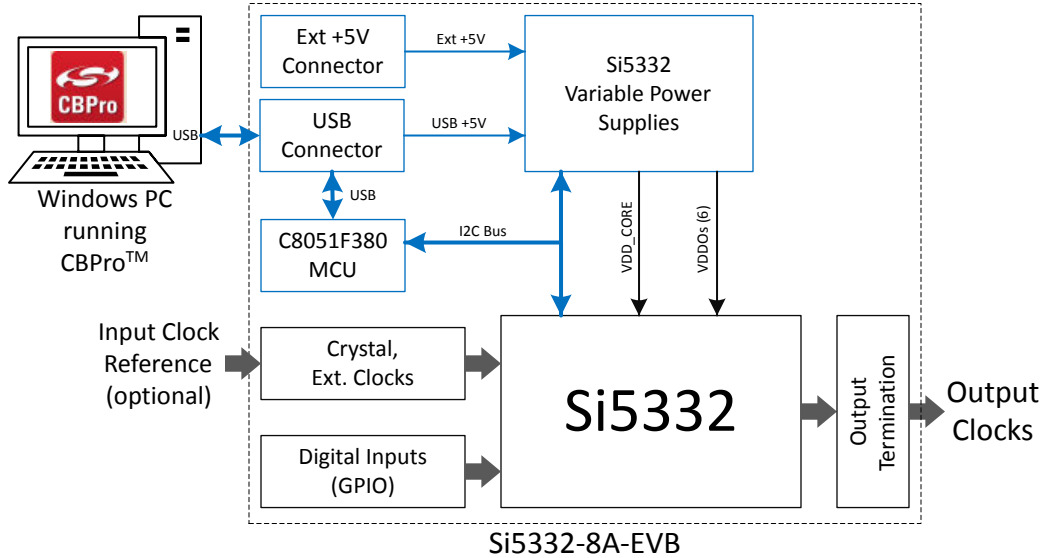 CBPro
USB
Windows PC
running
CBPro™
Ext +5V
Connector
Ext +5V
USB
Connector
USB +5V
Si5332
Variable Power
Supplies
USB
C8051F380
MCU
I2C Bus
VDD_CORE
VDDOs (6)
Input Clock
Reference
(optional)
Crystal,
Ext. Clocks
Digital Inputs
(GPIO)
Si5332
Output
Termination
Output
Clocks
Si5332-8A-EVB